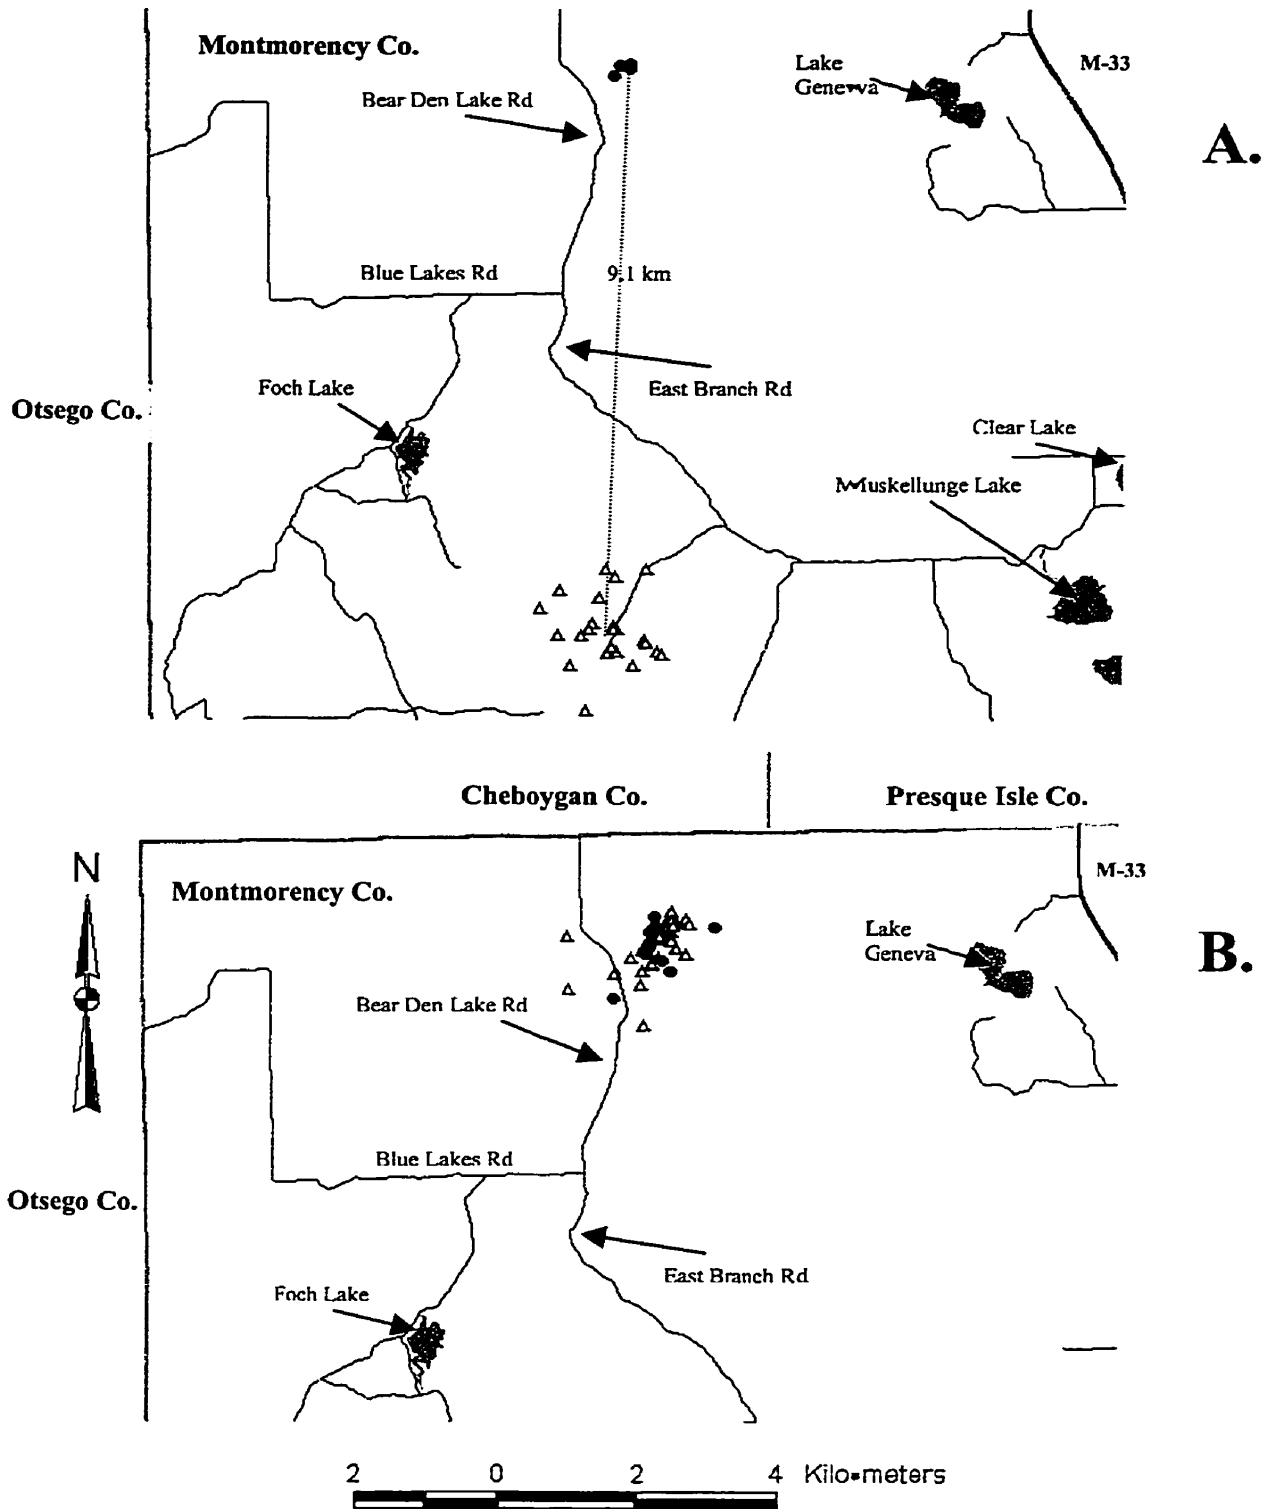 Montmorency Co.
Lake
Geneva
M-33
Bear Den Lake Rd
A.
Blue Lakes Rd
9.1 km
Foch Lake
East Branch Rd
Otsego Co.
Clear Lake
Muskellunge Lake
Cheboygan Co.
Presque Isle Co.
N
Montmorency Co.
M-33
Lake
Geneva
B.
Bear Den Lake Rd
Blue Lakes Rd
Otsego Co.
East Branch Rd
Foch Lake
2 0 2 4 Kilometers